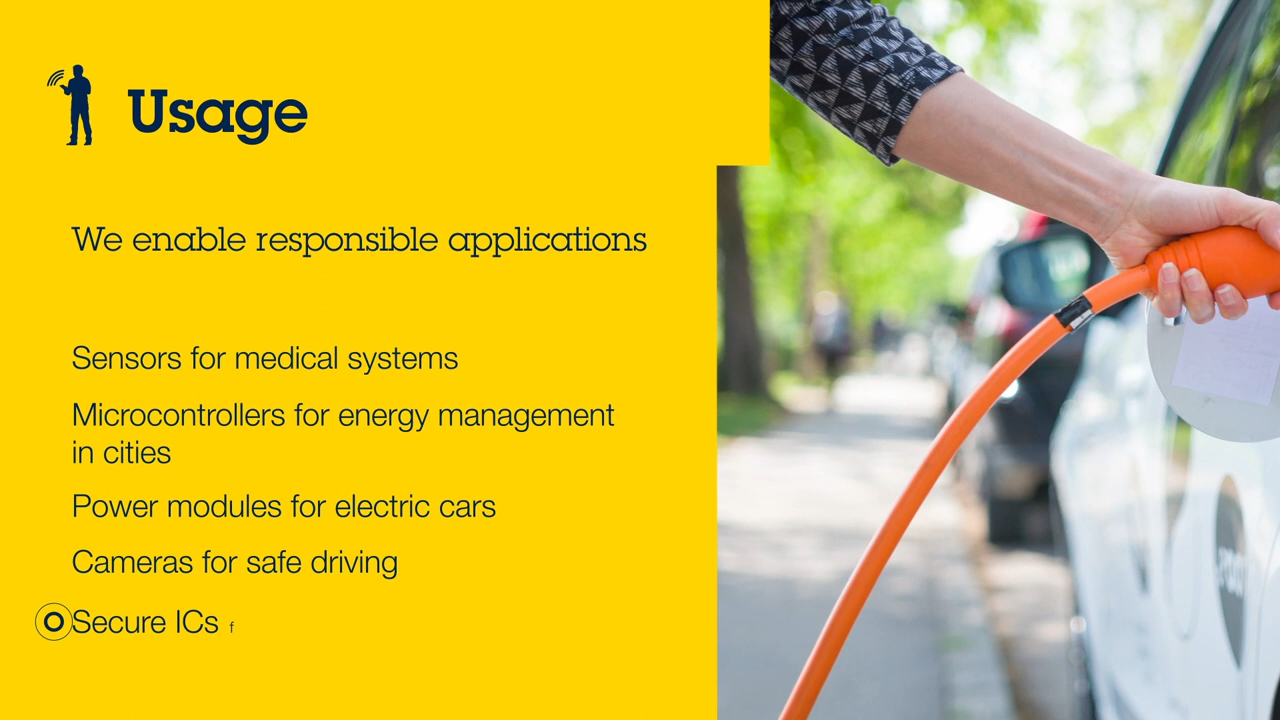 Usage
We enable responsible applications
Sensors for medical systems
Microcontrollers for energy management
in cities
Power modules for electric cars
Cameras for safe driving
Secure ICs f